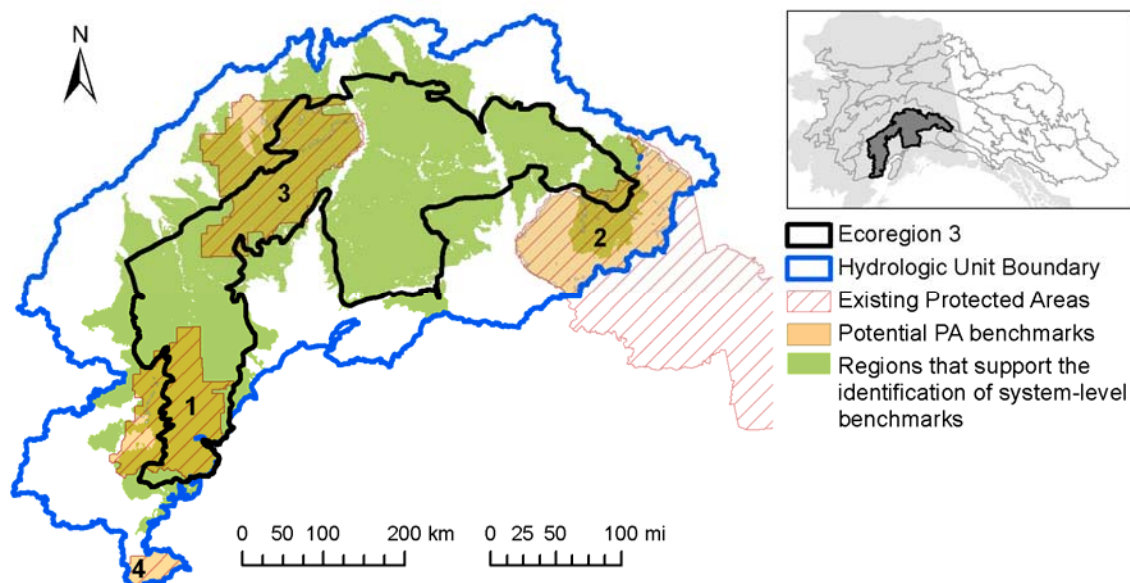 N
3
2
1
4
0 50 100 200 km
0 25 50 100 mi
Ecoregion 3
Hydrologic Unit Boundary
Existing Protected Areas
Potential PA benchmarks
Regions that support the
identification of system-level
benchmarks